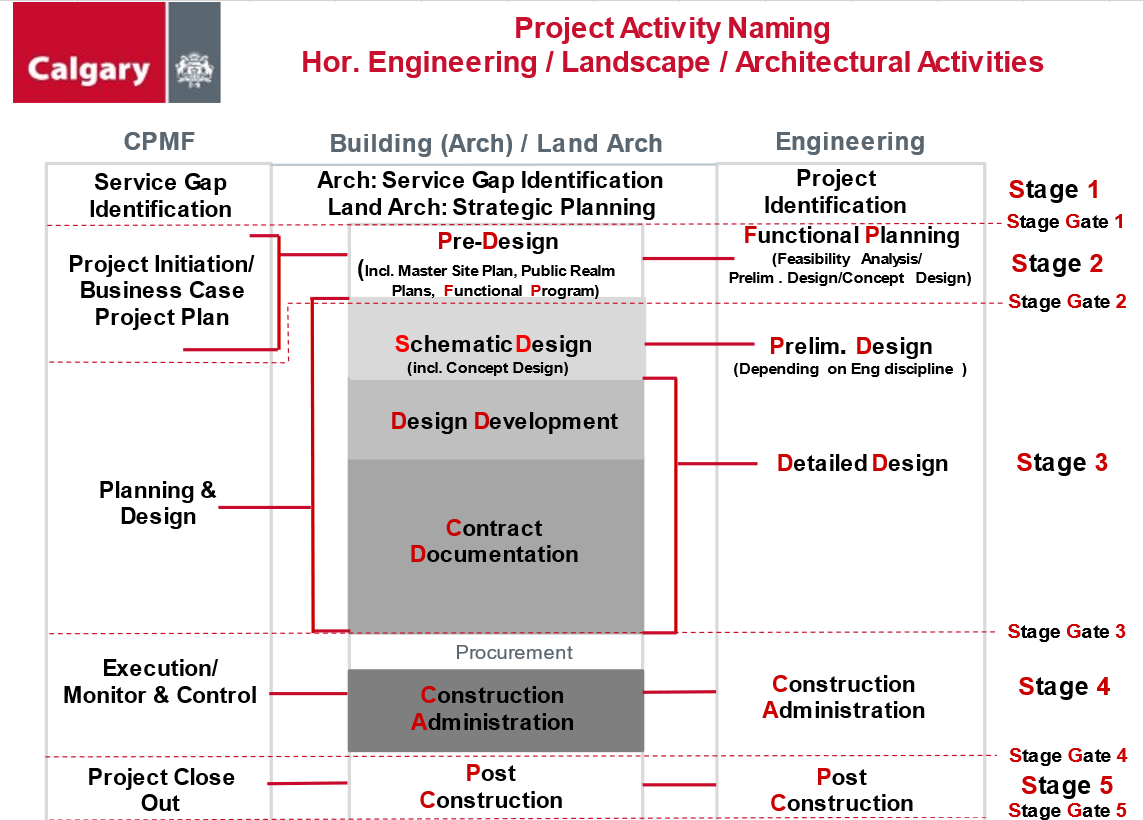 Calgary
Project Activity Naming
Hor. Engineering / Landscape / Architectural Activities
CPMF
Building (Arch) / Land Arch
Engineering
Service Gap
Identification
Arch: Service Gap Identification
Land Arch: Strategic Planning
Project
Identification
Stage 1
Stage Gate 1
Project Initiation/
Business Case
Project Plan
Pre-Design
(Incl. Master Site Plan, Public Realm
Plans, Functional Program)
Functional Planning
(Feasibility Analysis/
Prelim . Design/Concept Design)
Stage 2
Stage Gate 2
Schematic Design
(incl. Concept Design)
Prelim. Design
(Depending on Eng discipline )
Design Development
Planning &
Design
Detailed Design
Stage 3
Contract
Documentation
Stage Gate 3
Procurement
Execution/
Monitor & Control
Construction
Administration
Construction
Administration
Stage 4
Stage Gate 4
Project Close
Out
Post
Construction
Post
Construction
Stage 5
Stage Gate 5